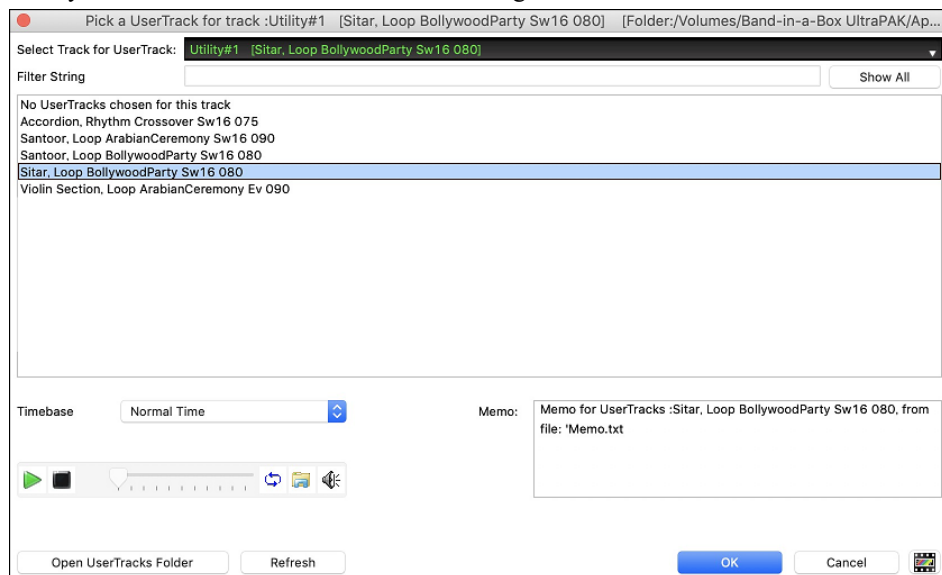 Pick a UserTrack for track :Utility#1 [Sitar, Loop BollywoodParty Sw16 080] [Folder:/Volumes/Band-in-a-Box UltraPAK/Ap...
Select Track for UserTrack: Utility#1 [Sitar, Loop BollywoodParty Sw16 080]
Filter String
Show All
No UserTracks chosen for this track
Accordion, Rhythm Crossover Sw16 075
Santoor, Loop ArabianCeremony Sw16 090
Santoor, Loop BollywoodParty Sw16 080
Sitar, Loop BollywoodParty Sw16 080
Violin Section, Loop ArabianCeremony Ev 090
Timebase Normal Time
Memo: Memo for UserTracks :Sitar, Loop BollywoodParty Sw16 080, from
file: 'Memo.txt
Open UserTracks Folder Refresh OK Cancel